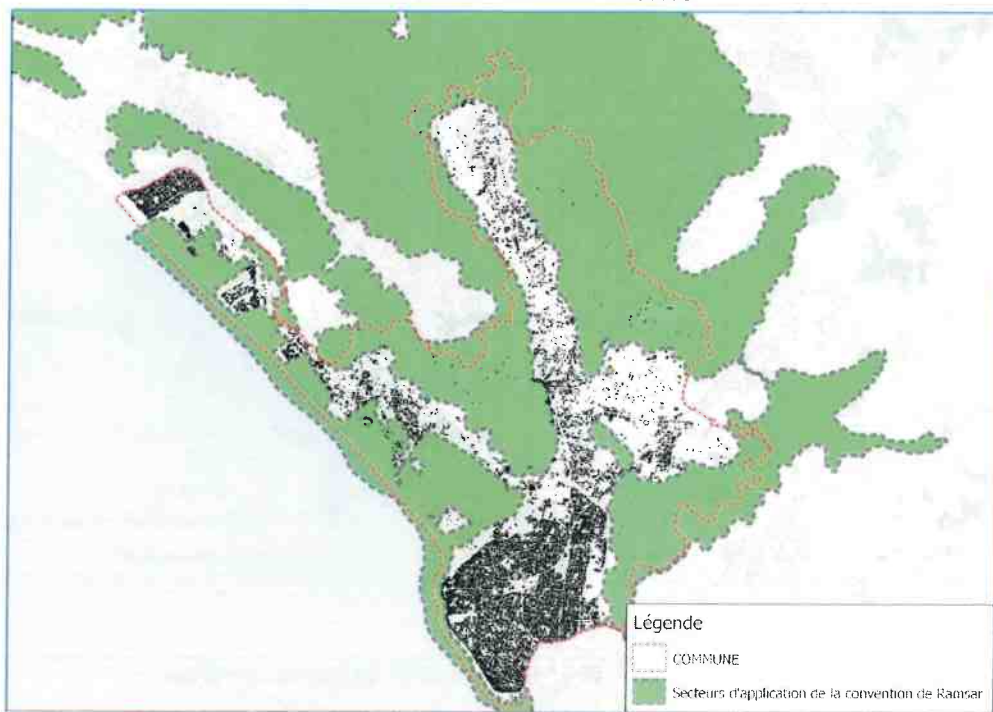 Légende
COMMUNE
Secteurs d'application de la convention de Ramsar